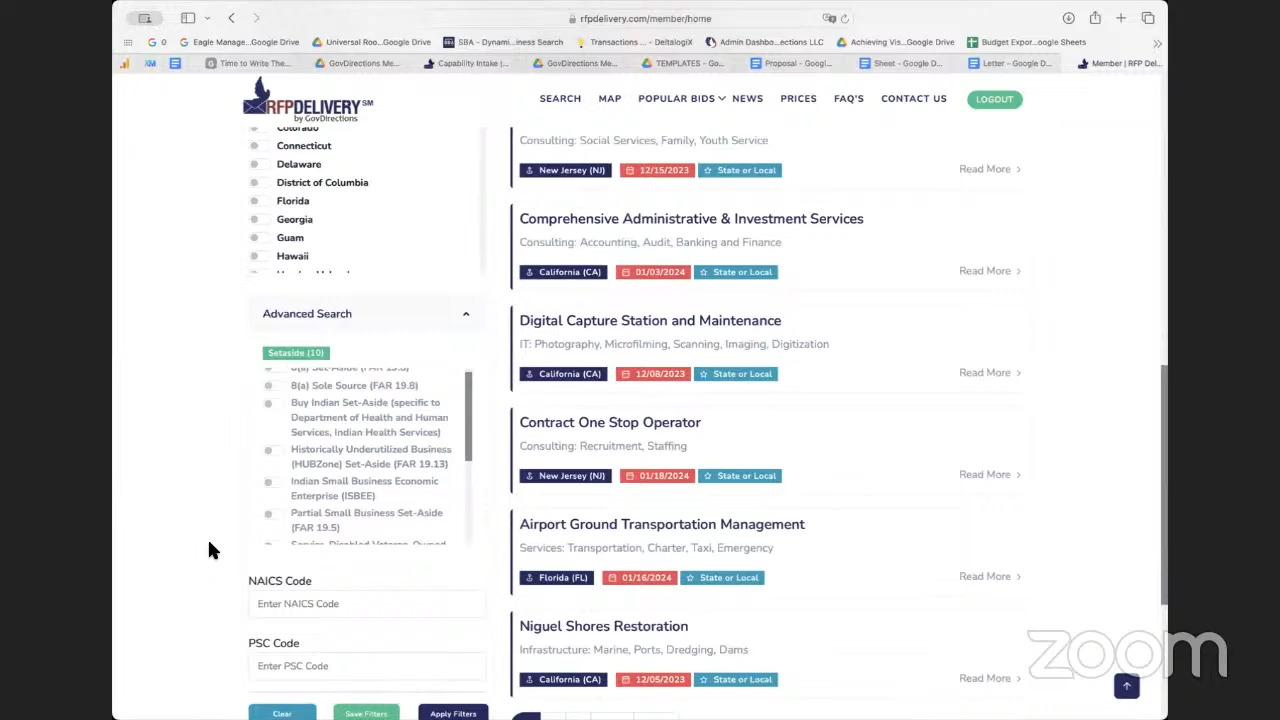 rfpdelivery.com/member/home
G
Eagle Manage...Google Drive
Universal Roo...Google Drive
SBA - Dynami...iness Search
Transactions ... - DeltalogiX
Admin Dashbo...ections LLC
Achieving Vis...Google Drive
Budget Expor...oogle Sheets
Time to Write The...
GovDirections Me...
Capability Intake |...
GovDirections Me...
TEMPLATES - Go...
Proposal - Googl...
Sheet - Google D...
Letter - Google D...
Member | RFP Del...
RFPDELIVERY SM
by GovDirections
SEARCH
MAP
POPULAR BIDS
NEWS
PRICES
FAQ'S
CONTACT US
LOGOUT
Colorado
Connecticut
Delaware
District of Columbia
Florida
Georgia
Guam
Hawaii
Advanced Search
Setaside (10)
8(a) Set-Aside (FAR 19.8)
8(a) Sole Source (FAR 19.8)
Buy Indian Set-Aside (specific to
Department of Health and Human
Services, Indian Health Services)
Historically Underutilized Business
(HUBZone) Set-Aside (FAR 19.13)
Indian Small Business Economic
Enterprise (ISBEE)
Partial Small Business Set-Aside
(FAR 19.5)
NAICS Code
Enter NAICS Code
PSC Code
Enter PSC Code
Clear
Save Filters
Apply Filters
Consulting: Social Services, Family, Youth Service
New Jersey (NJ)
12/15/2023
State or Local
Read More
Comprehensive Administrative & Investment Services
Consulting: Accounting, Audit, Banking and Finance
California (CA)
01/03/2024
State or Local
Read More
Digital Capture Station and Maintenance
IT: Photography, Microfilming, Scanning, Imaging, Digitization
California (CA)
12/08/2023
State or Local
Read More
Contract One Stop Operator
Consulting: Recruitment, Staffing
New Jersey (NJ)
01/18/2024
State or Local
Read More
Airport Ground Transportation Management
Services: Transportation, Charter, Taxi, Emergency
Florida (FL)
01/16/2024
State or Local
Read More
Niguel Shores Restoration
Infrastructure: Marine, Ports, Dredging, Dams
California (CA)
12/05/2023
State or Local
Read More
zoom